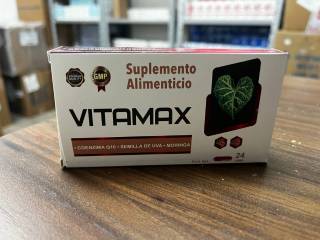 Suplemento
Alimenticio
GMP
VITAMAX
• COENZIMA Q10 • SEMILLA DE UVA • MORINGA
24